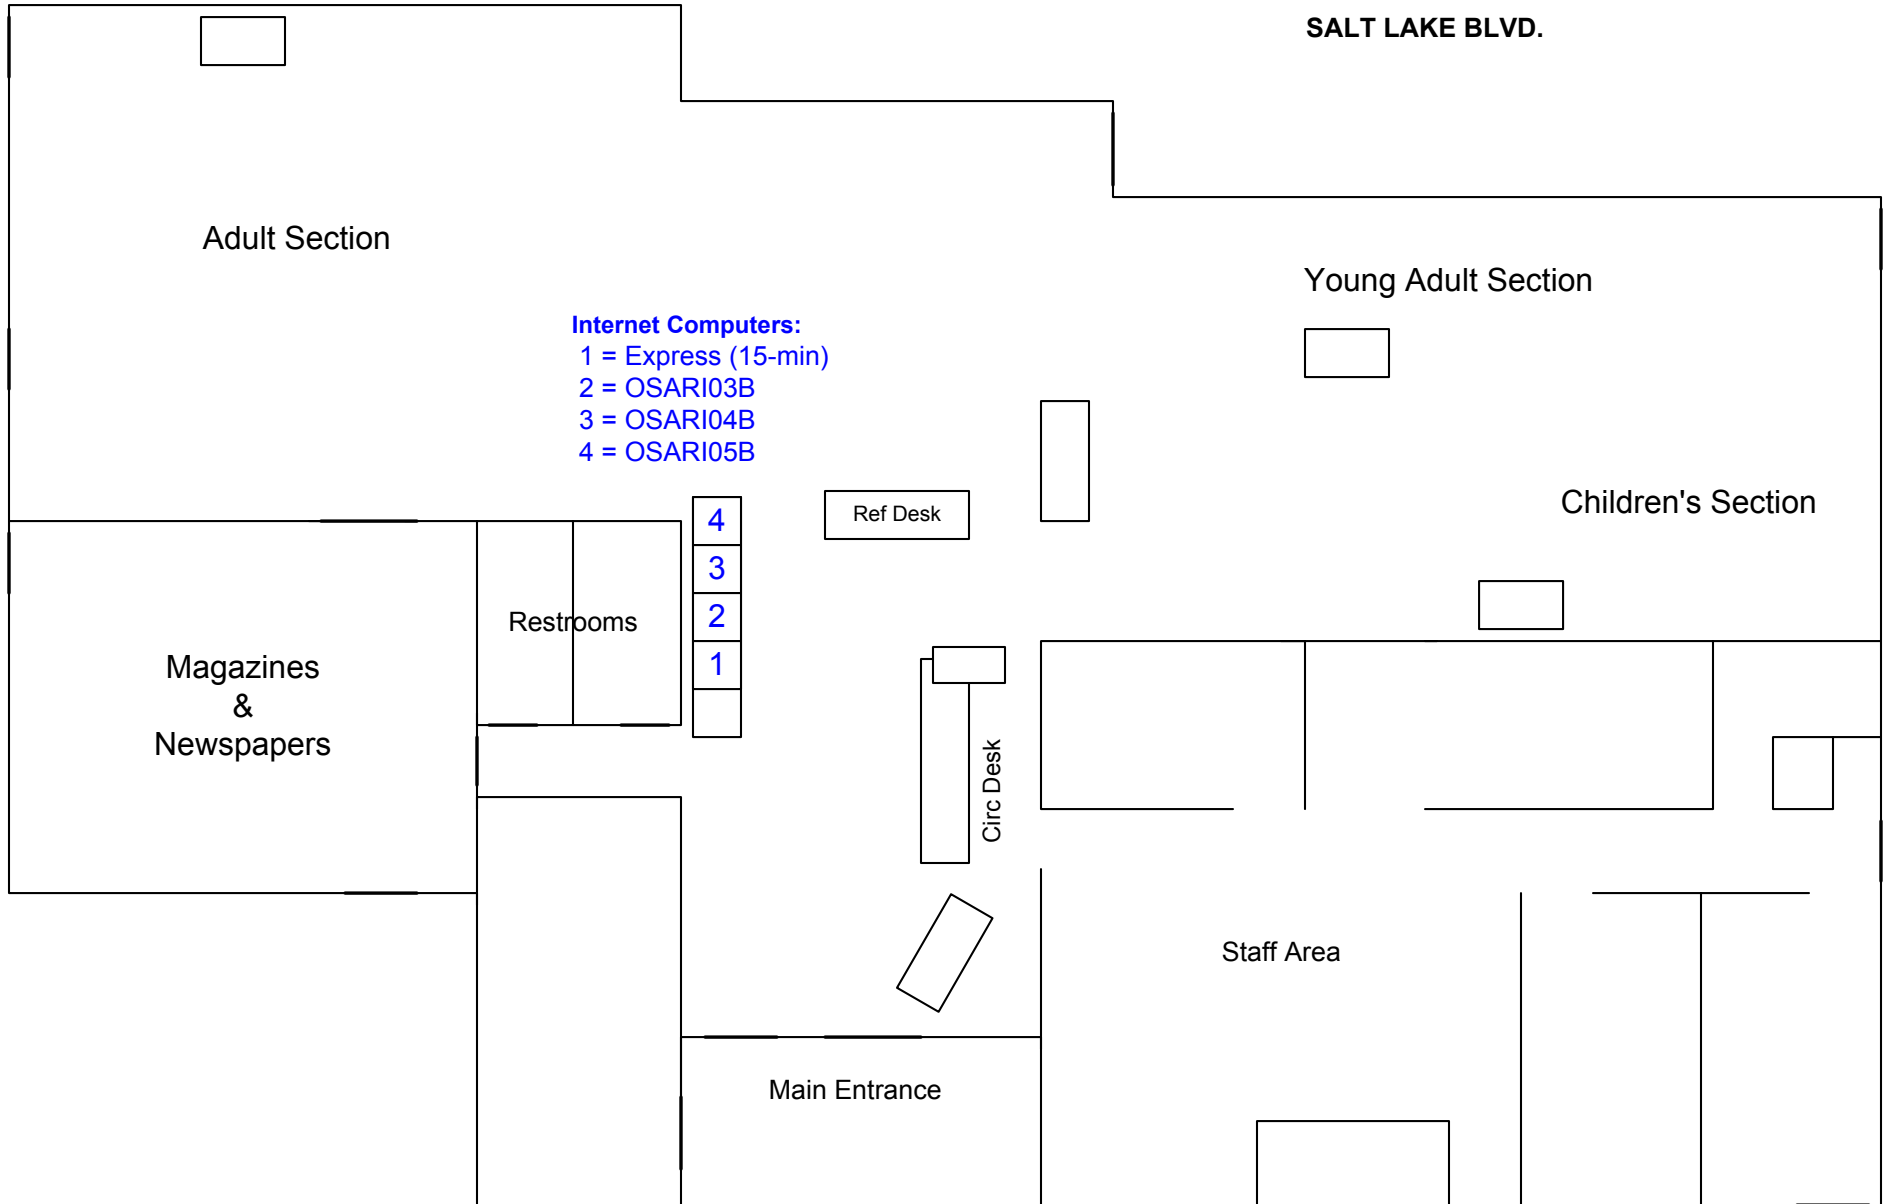 SALT LAKE BLVD.
Adult Section
Young Adult Section
Internet Computers:
1 = Express (15-min)
2 = OSARI03B
3 = OSARI04B
4 = OSARI05B
Children's Section
Ref Desk
4
3
2
1
Restrooms
Magazines
&
Newspapers
Circ Desk
Staff Area
Main Entrance